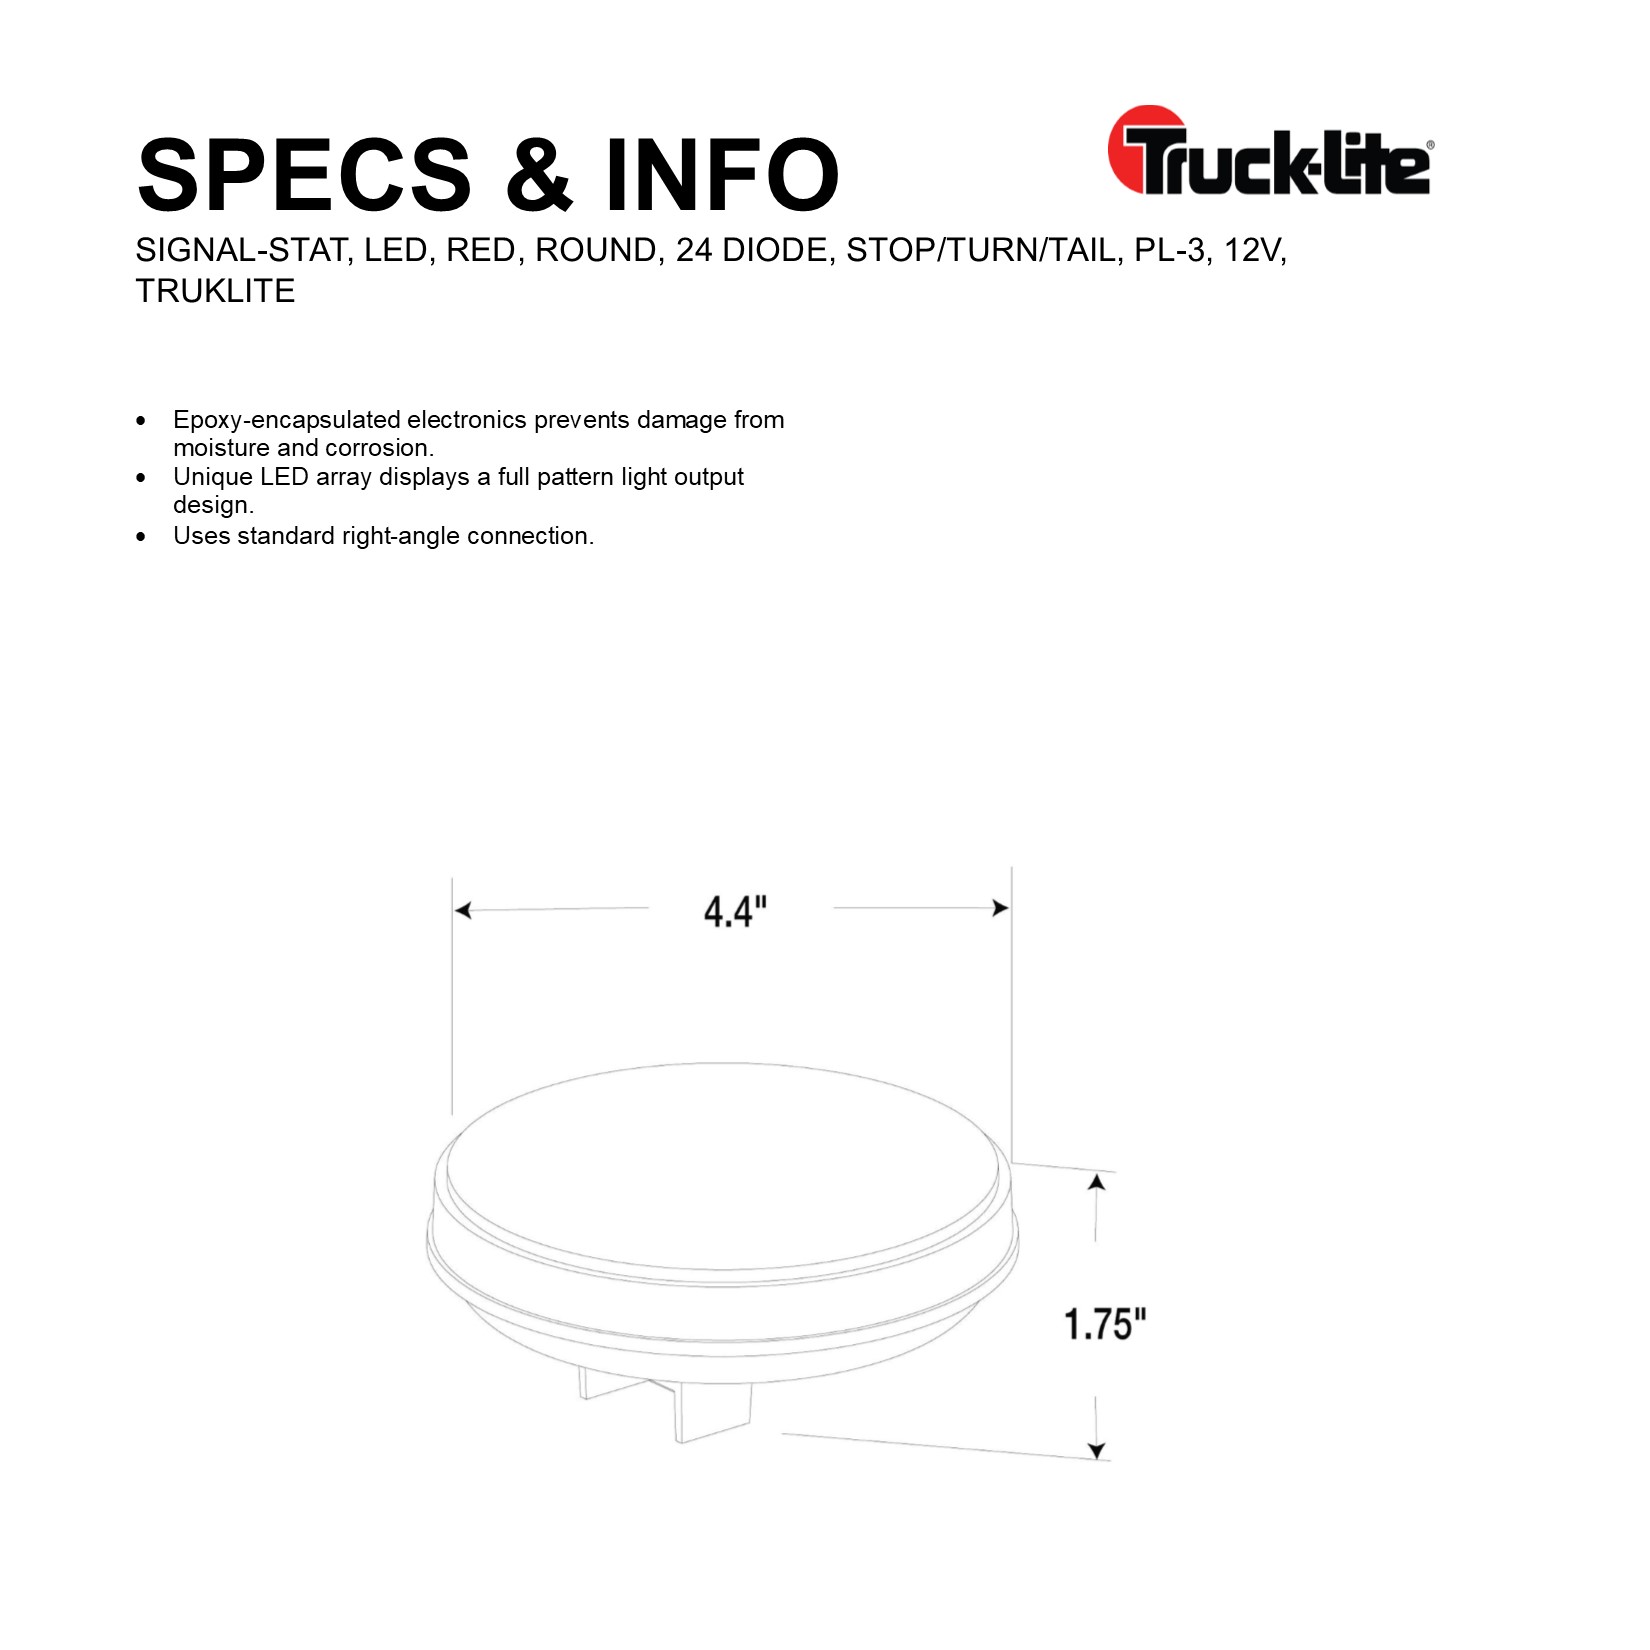 Truck-Lite®
SPECS & INFO
SIGNAL-STAT, LED, RED, ROUND, 24 DIODE, STOP/TURN/TAIL, PL-3, 12V,
TRUKLITE
• Epoxy-encapsulated electronics prevents damage from
moisture and corrosion.
• Unique LED array displays a full pattern light output
design.
• Uses standard right-angle connection.
4.4"
1.75"